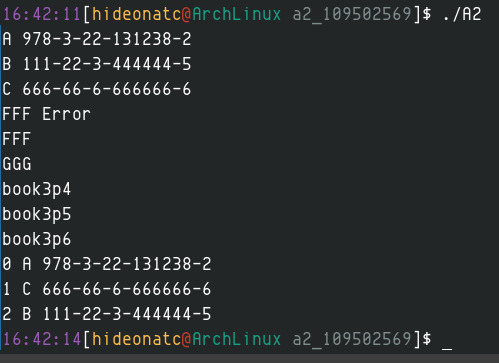 16:42:11[hideonatc@ArchLinux a2_109502569]$ ./A2
A 978-3-22-131238-2
B 111-22-3-444444-5
C 666-66-6-666666-6
FFF Error
FFF
GGG
book3p4
book3p5
book3p6
0 A 978-3-22-131238-2
1 C 666-66-6-666666-6
2 B 111-22-3-444444-5
16:42:14[hideonatc@ArchLinux a2_109502569]$ _